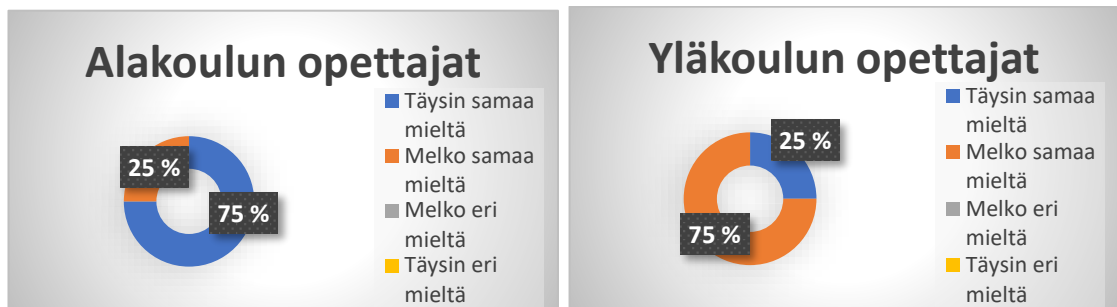 Alakoulun opettajat
25 %
75 %
Täysin samaa
mieltä
Melko samaa
mieltä
Melko eri
mieltä
Täysin eri
mieltä
Yläkoulun opettajat
25 %
75 %
Täysin samaa
mieltä
Melko samaa
mieltä
Melko eri
mieltä
Täysin eri
mieltä